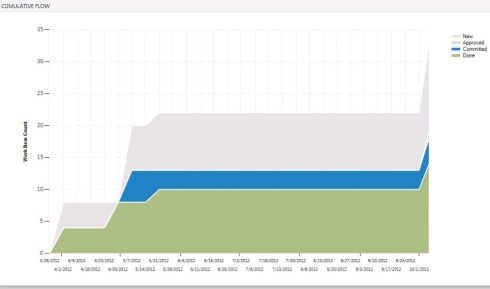 CUMULATIVE FLOW
New
Approved
Committed
Done
Work Item Count
35
30
25
20
15
10
5
0
3/26/2012 4/9/2012 4/23/2012 5/7/2012 5/21/2012 6/4/2012 6/18/2012 7/2/2012 7/16/2012 7/30/2012 8/13/2012 8/27/2012 9/10/2012 9/24/2012
4/2/2012 4/16/2012 4/30/2012 5/14/2012 5/28/2012 6/11/2012 6/25/2012 7/9/2012 7/23/2012 8/6/2012 8/20/2012 9/3/2012 9/17/2012 10/1/2012